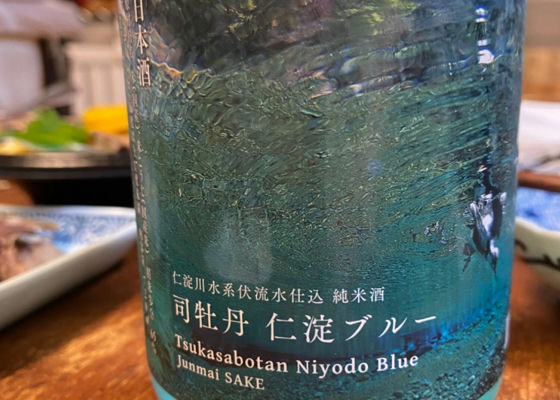 日本酒
仁淀川水系伏流水仕込 純米酒
司牡丹 仁淀ブルー
Tsukasabotan Niyodo Blue
Junmai SAKE